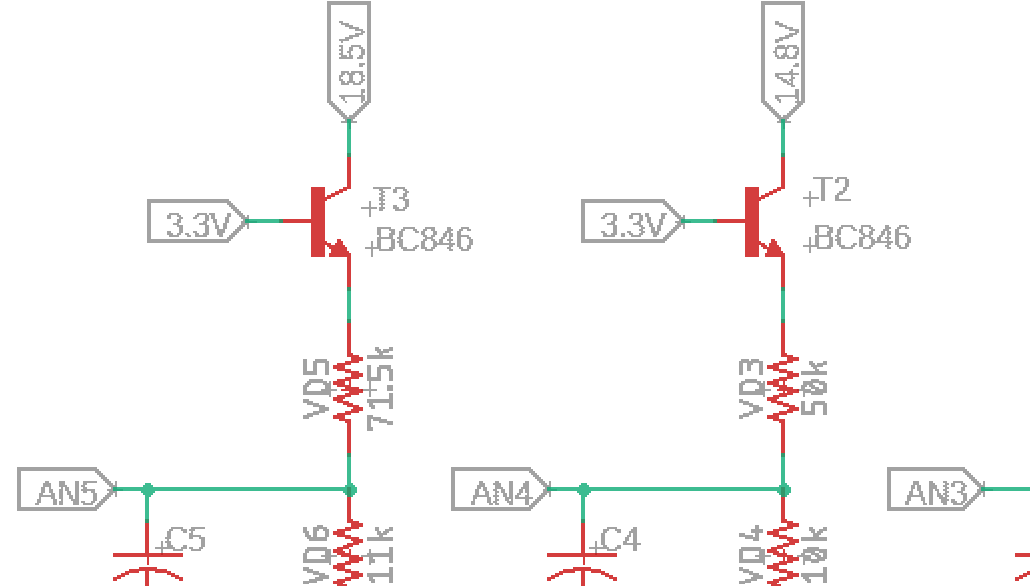 18.5V
14.8V
T3
T2
3.3V
3.3V
BC846
BC846
VD5
71.5k
VD3
50k
AN5
AN4
AN3
C5
C4
VD6
11k
VD4
10k